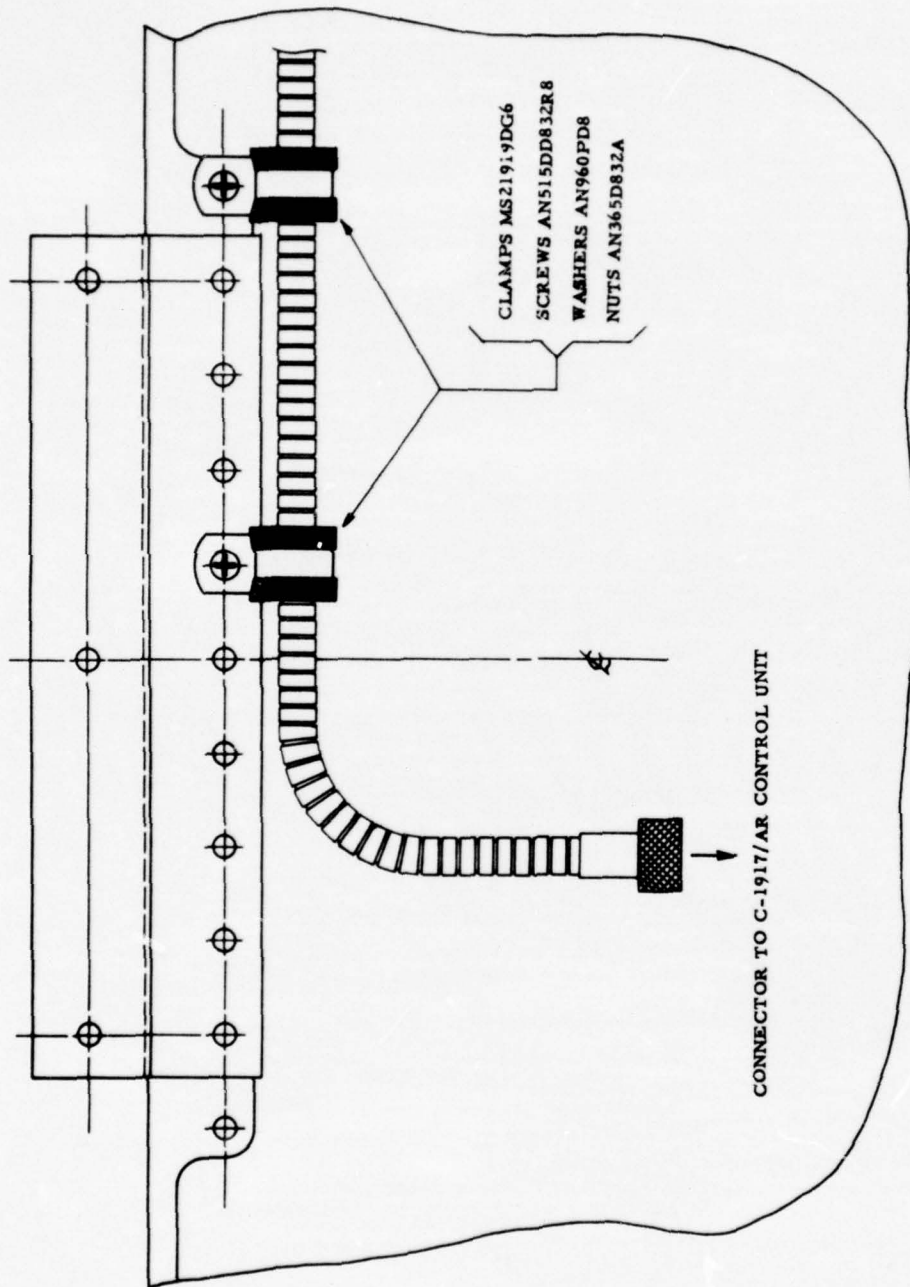 CLAMPS MS21919DG6
SCREWS AN515DD832R8
WASHERS AN960PD8
NUTS AN365D832A
CONNECTOR TO C-1917/AR CONTROL UNIT